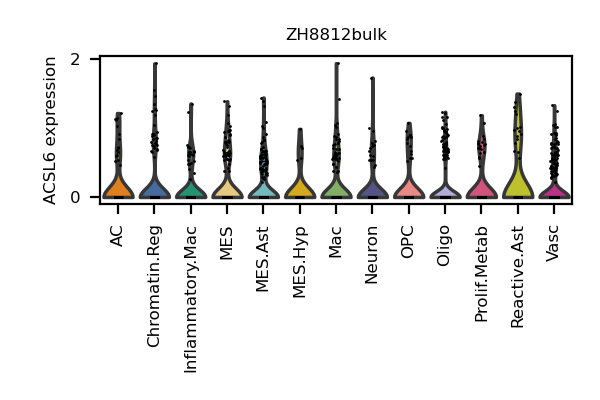 ZH8812bulk
ACSL6 expression
2
0
AC
Chromatin.Reg
Inflammatory.Mac
MES
MES.Ast
MES.Hyp
Mac
Neuron
OPC
Oligo
Prolif.Metab
Reactive.Ast
Vasc